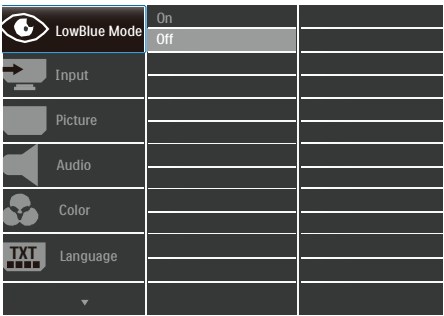 LowBlue Mode
On
Off
Input
Picture
Audio
Color
TXT
Language